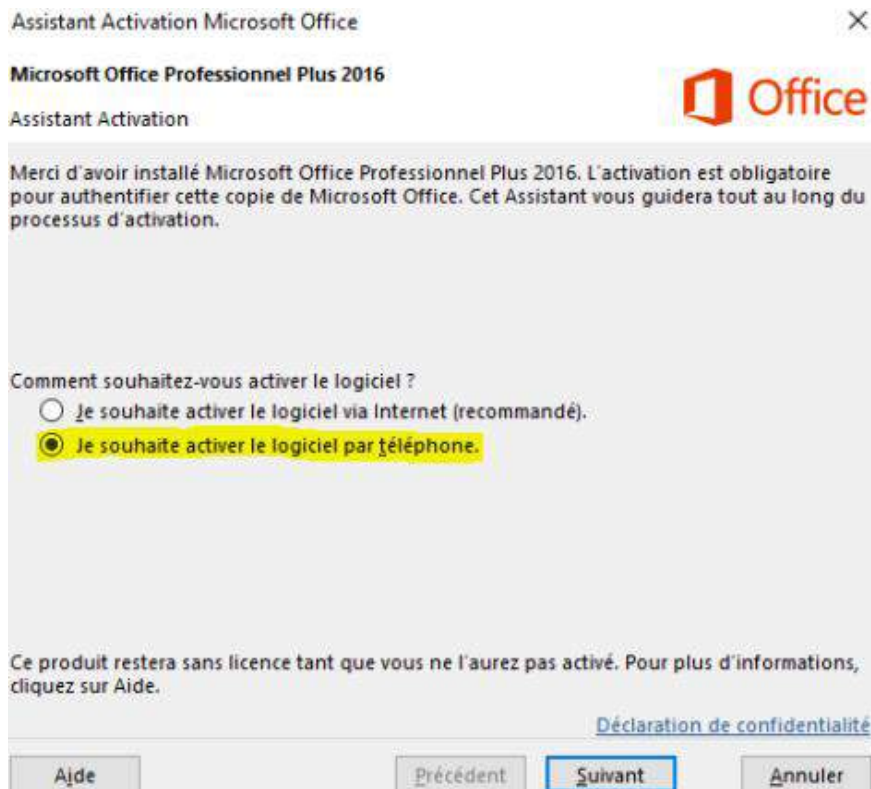 Assistant Activation Microsoft Office
Microsoft Office Professionnel Plus 2016
Office
Assistant Activation
Merci d'avoir installé Microsoft Office Professionnel Plus 2016. L'activation est obligatoire
pour authentifier cette copie de Microsoft Office. Cet Assistant vous guidera tout au long du
processus d'activation.
Comment souhaitez-vous activer le logiciel ?
Je souhaite activer le logiciel via Internet (recommandé).
Je souhaite activer le logiciel par téléphone.
Ce produit restera sans licence tant que vous ne l'aurez pas activé. Pour plus d'informations,
cliquez sur Aide.
Déclaration de confidentialité
Aide Précédent Suivant Annuler